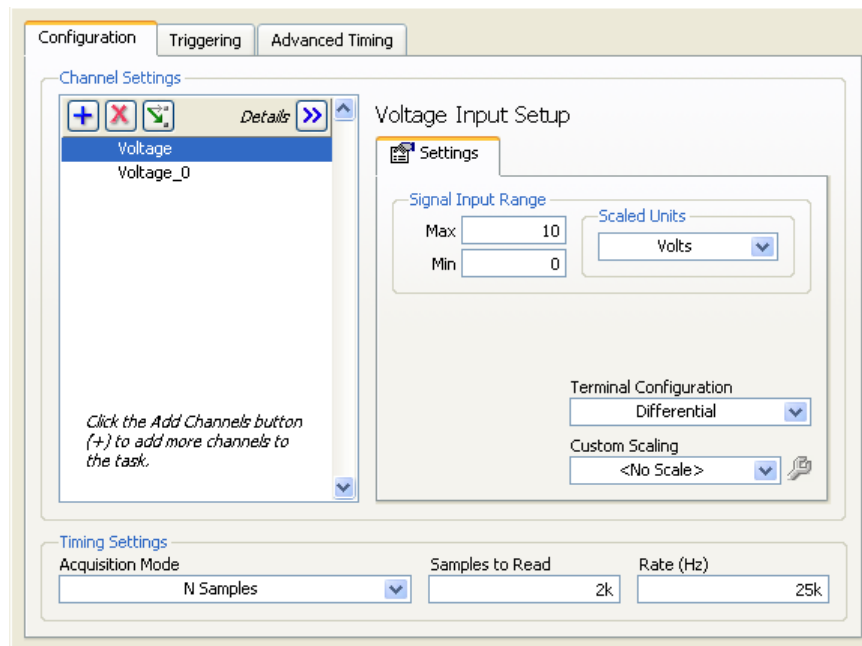 Configuration
Triggering
Advanced Timing
Channel Settings
Details
Voltage
Voltage_0
Click the Add Channels button
(+) to add more channels to
the task.
Voltage Input Setup
Settings
Signal Input Range
Max 10
Min 0
Scaled Units
Volts
Terminal Configuration
Differential
Custom Scaling
<No Scale>
Timing Settings
Acquisition Mode
N Samples
Samples to Read
2k
Rate (Hz)
25k